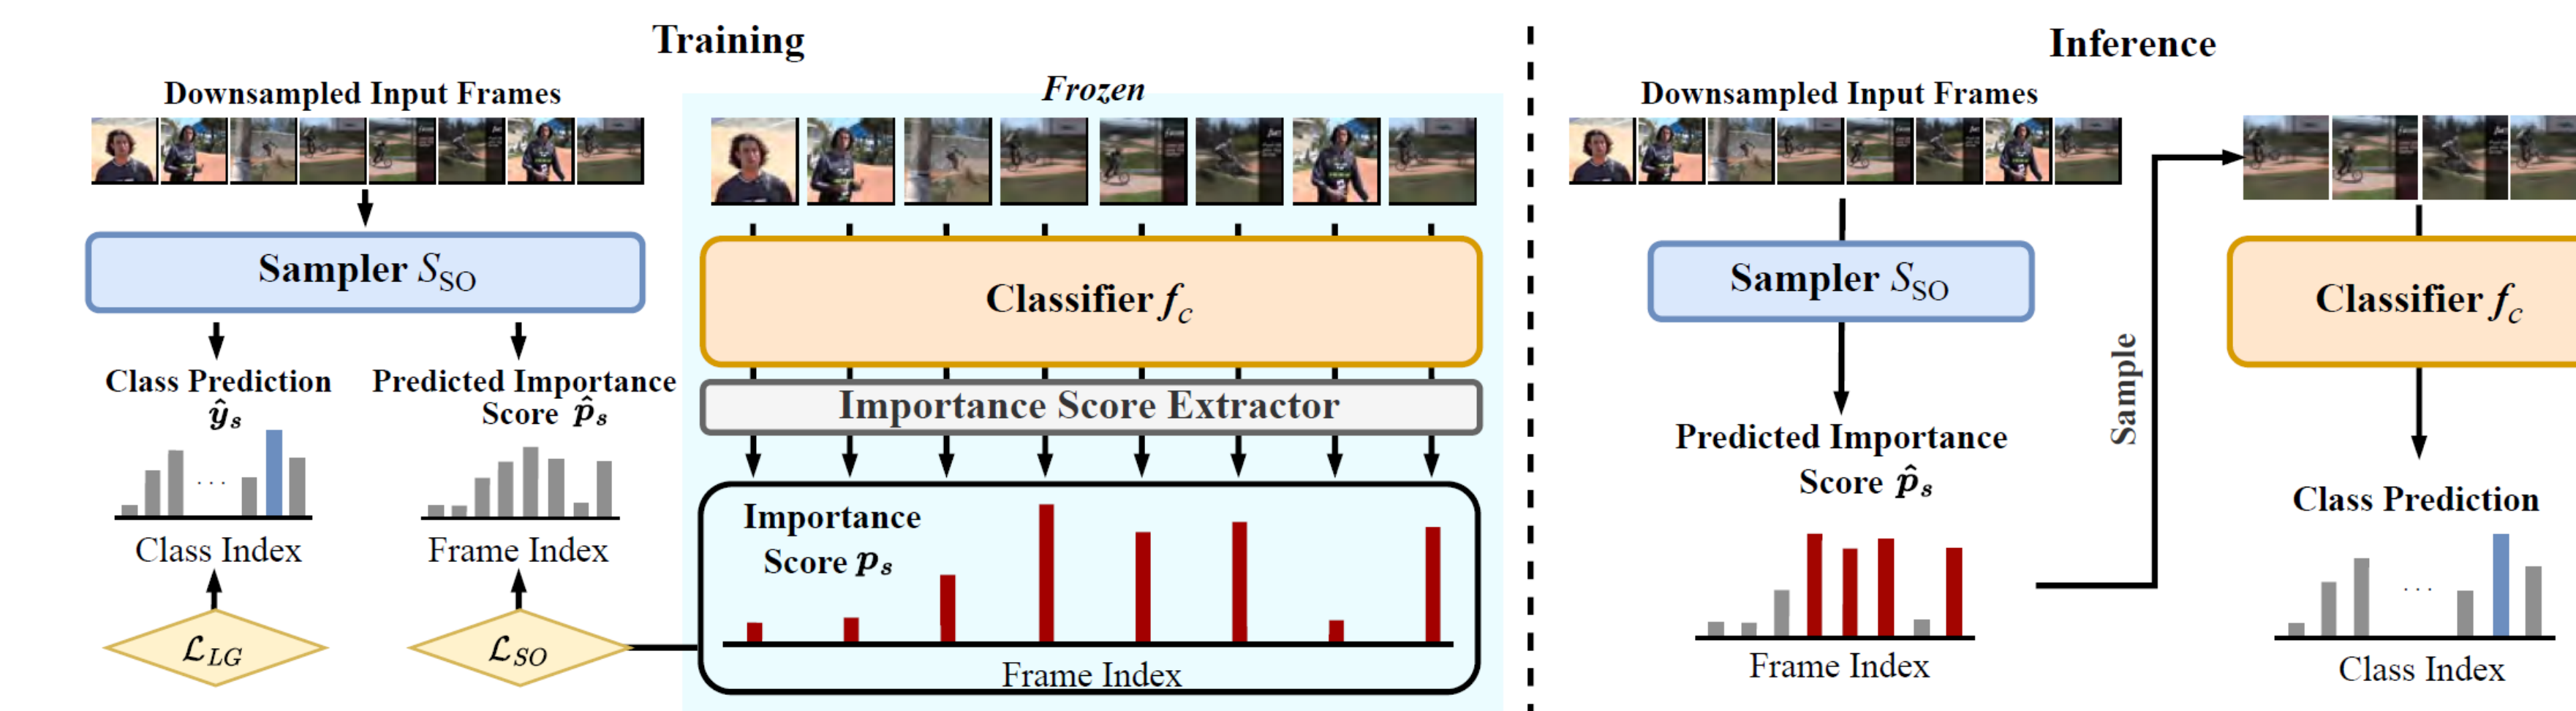 Training
Downsampled Input Frames
Sampler S_SO
Class Prediction
ŷ_s
Class Index
ℒ_LG
Predicted Importance
Score p̂_s
Frame Index
ℒ_SO
Frozen
Classifier f_c
Importance Score Extractor
Importance
Score p_s
Frame Index
Inference
Downsampled Input Frames
Sampler S_SO
Predicted Importance
Score p̂_s
Frame Index
Sample
Classifier f_c
Class Prediction
. . .
Class Index